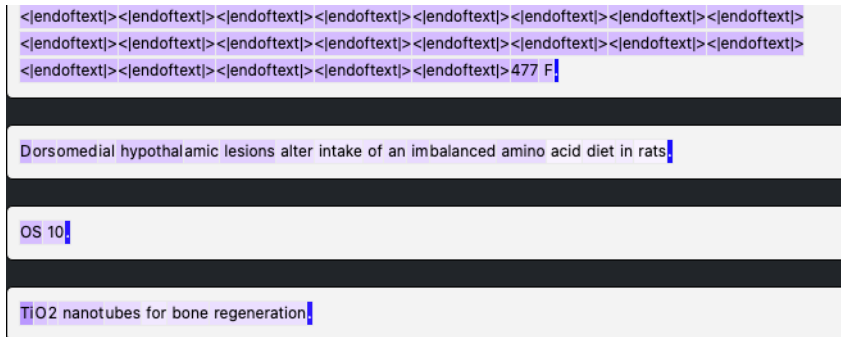 <|endoftext|><|endoftext|><|endoftext|><|endoftext|><|endoftext|><|endoftext|><|endoftext|><|endoftext|>
<|endoftext|><|endoftext|><|endoftext|><|endoftext|><|endoftext|><|endoftext|><|endoftext|><|endoftext|>
<|endoftext|><|endoftext|><|endoftext|><|endoftext|><|endoftext|>477 F.
Dorsomedial hypothalamic lesions alter intake of an imbalanced amino acid diet in rats.
OS 10.
TiO2 nanotubes for bone regeneration.